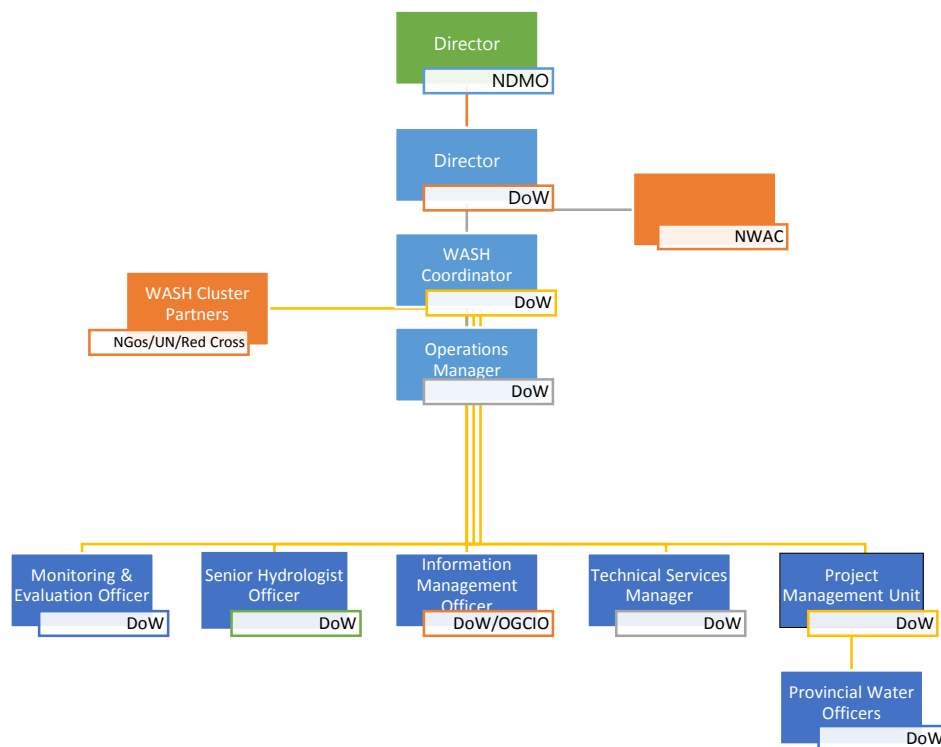 Director
NDMO
Director
DoW
NWAC
WASH
Coordinator
DoW
WASH Cluster
Partners
NGos/UN/Red Cross
Operations
Manager
DoW
Monitoring &
Evaluation Officer
DoW
Senior Hydrologist
Officer
DoW
Information
Management
Officer
DoW/OGCIO
Technical Services
Manager
DoW
Project
Management Unit
DoW
Provincial Water
Officers
DoW